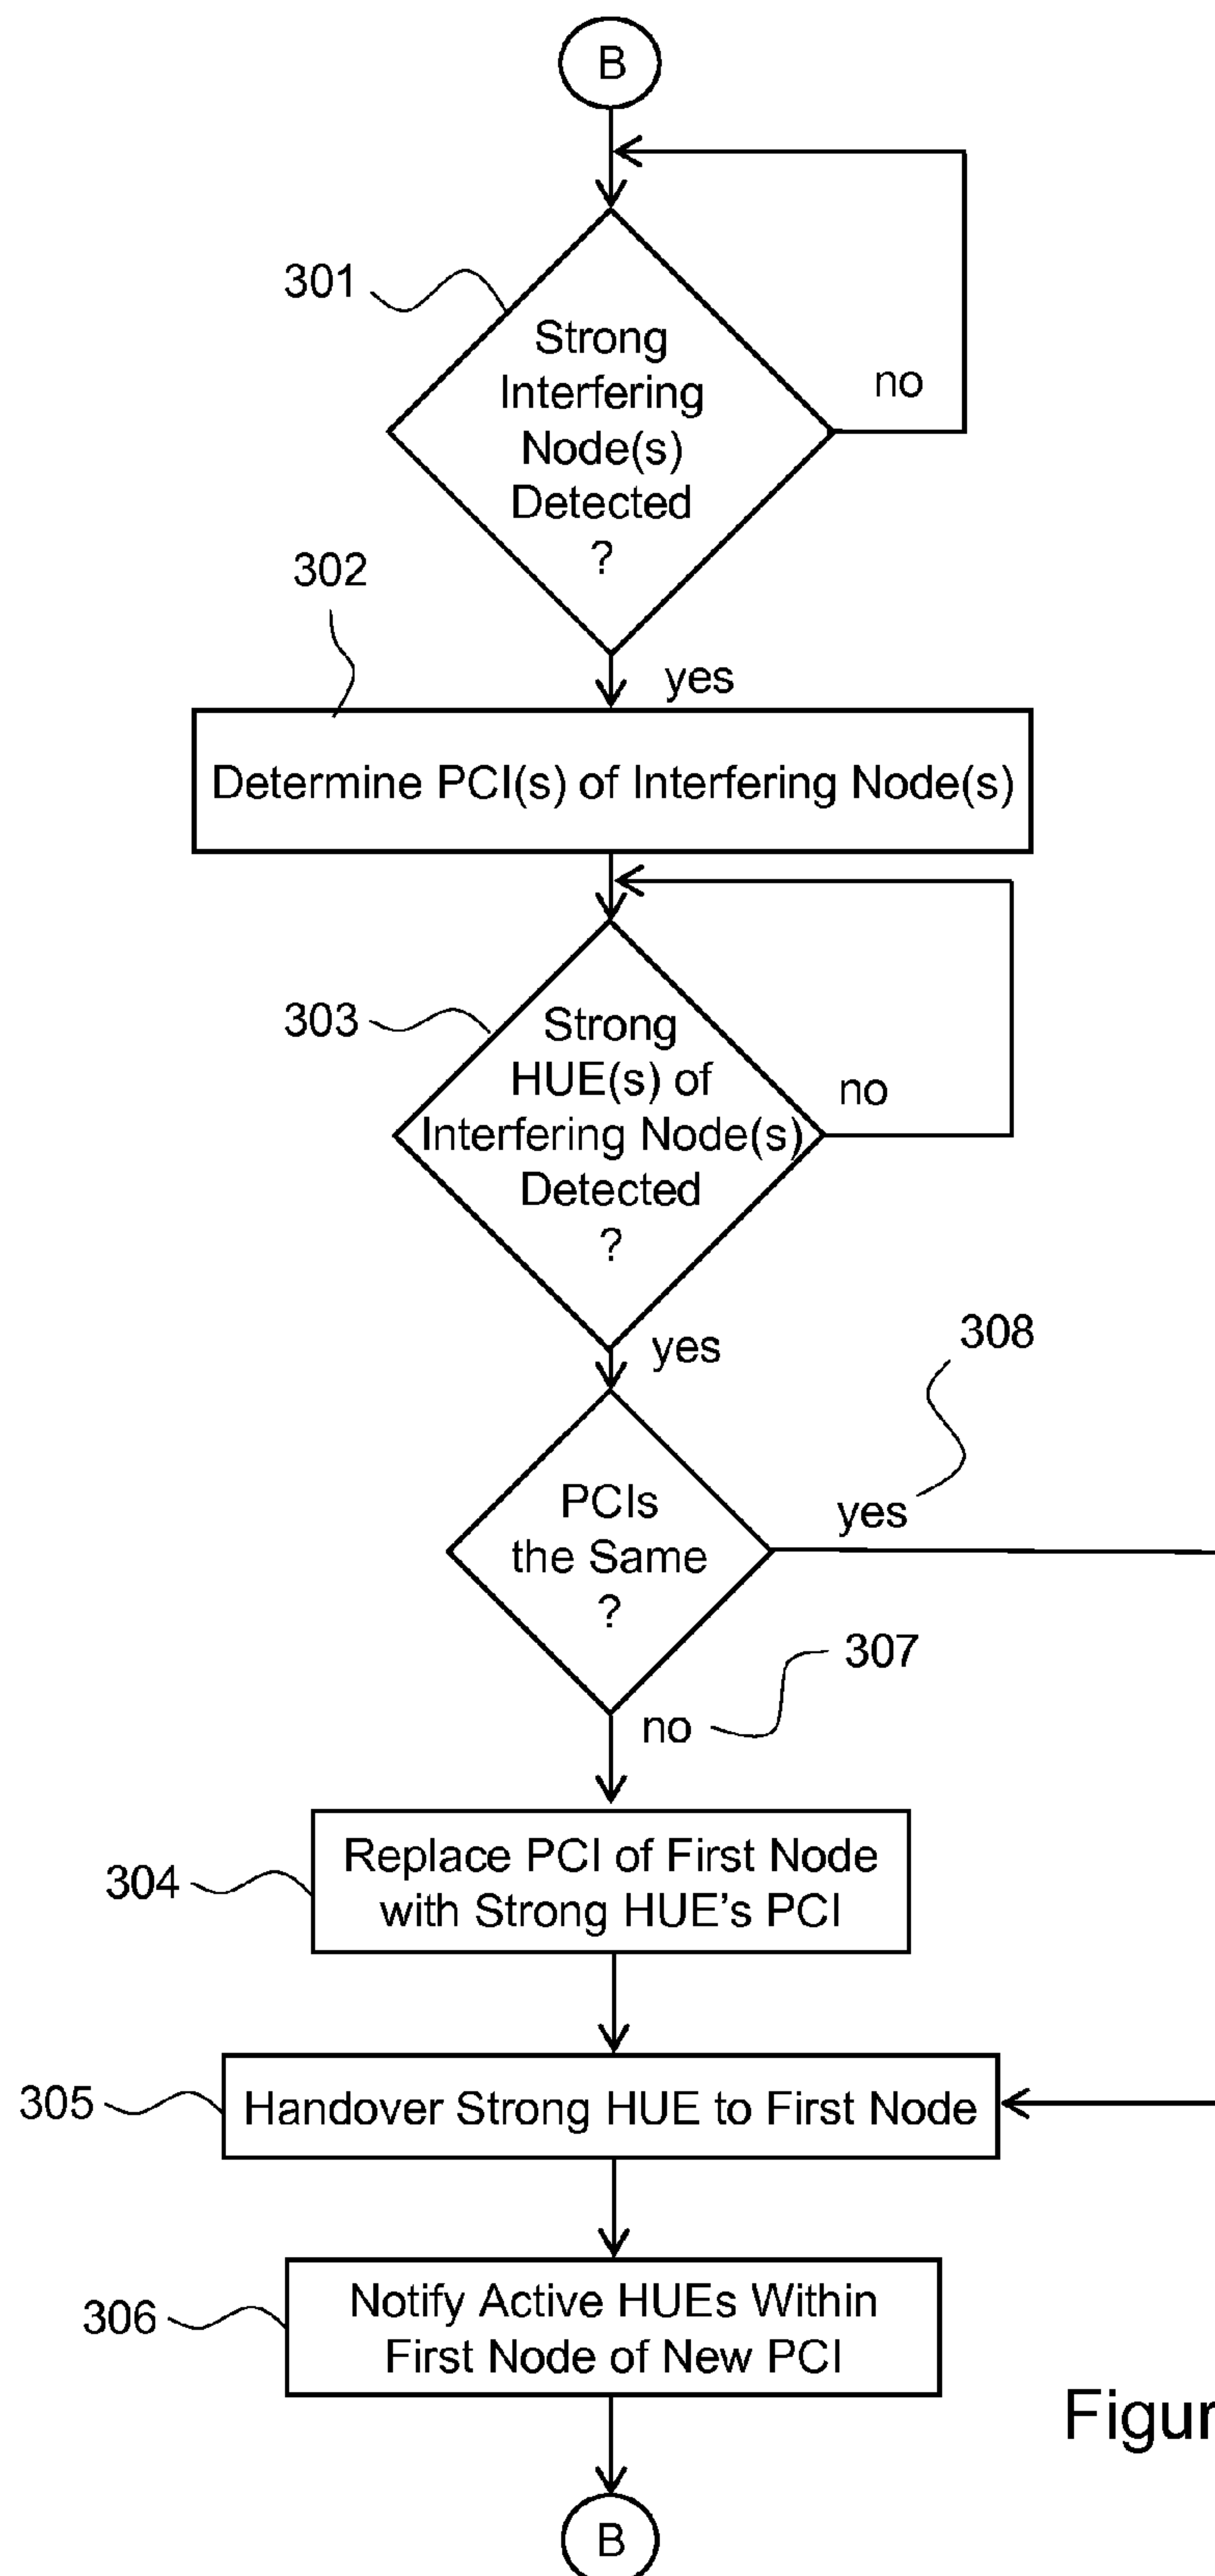 B
301
Strong
Interfering
Node(s)
Detected
?
no
302
yes
Determine PCI(s) of Interfering Node(s)
303
Strong
HUE(s) of
Interfering Node(s)
Detected
?
no
yes
308
PCIs
the Same
?
yes
307
no
304
Replace PCI of First Node
with Strong HUE's PCI
305
Handover Strong HUE to First Node
306
Notify Active HUEs Within
First Node of New PCI
Figur
B